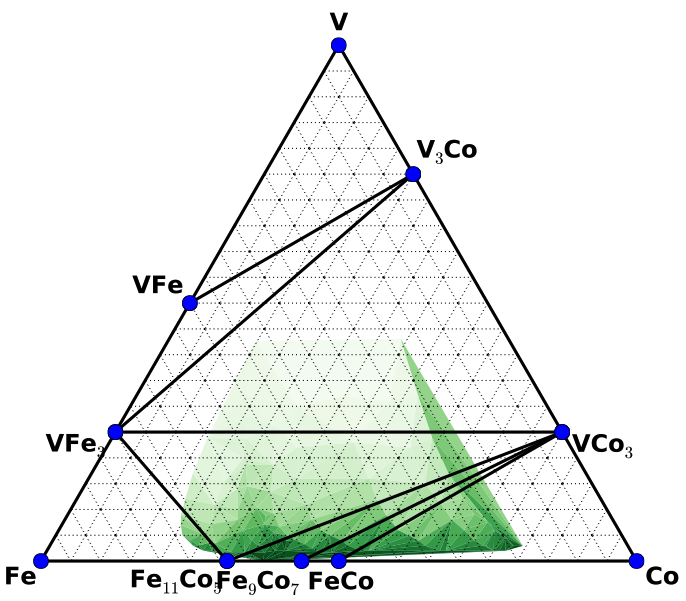 V
V₃Co
VFe
VFe₃
VCo₃
Fe
Fe₁₁Co₅
Fe₉Co₇
FeCo
Co